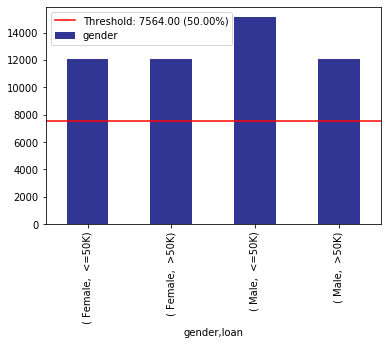 Threshold: 7564.00 (50.00%)
gender
14000
12000
10000
8000
6000
4000
2000
0
( Female,  <=50K)
( Female,  >50K)
( Male,  <=50K)
( Male,  >50K)
gender,loan